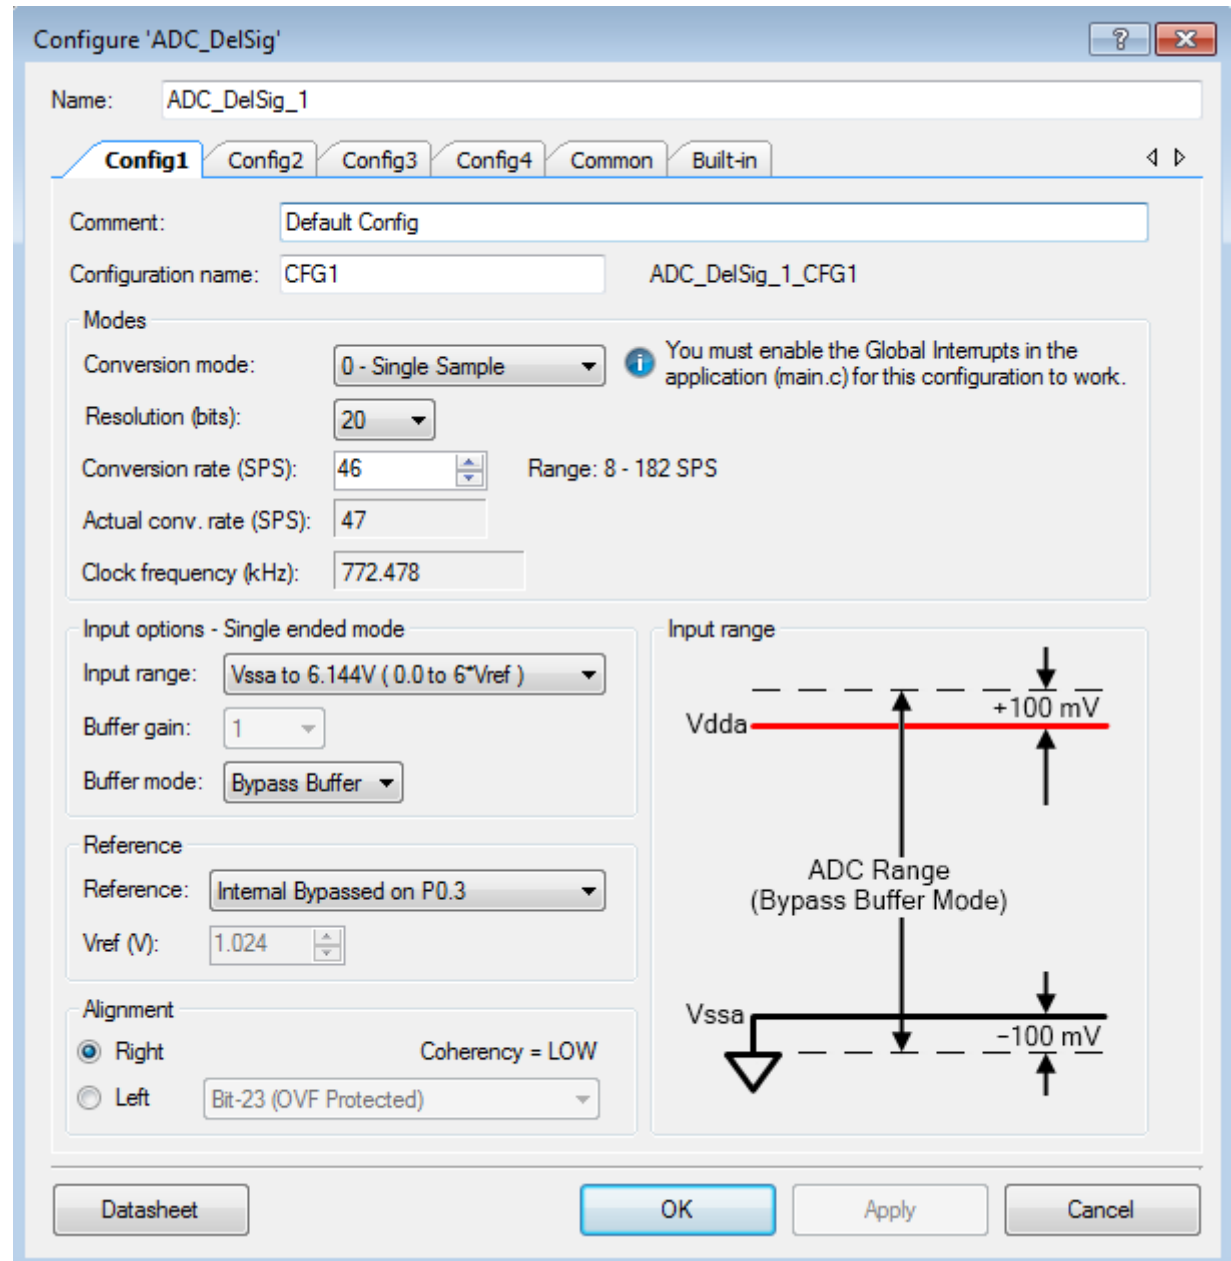 Configure 'ADC_DelSig'
Name: ADC_DelSig_1
Config1 Config2 Config3 Config4 Common Built-in
Comment: Default Config
Configuration name: CFG1 ADC_DelSig_1_CFG1
Modes
Conversion mode: 0 - Single Sample
You must enable the Global Interrupts in the
application (main.c) for this configuration to work.
Resolution (bits): 20
Conversion rate (SPS): 46 Range: 8 - 182 SPS
Actual conv. rate (SPS): 47
Clock frequency (kHz): 772.478
Input options - Single ended mode
Input range: Vssa to 6.144V ( 0.0 to 6*Vref )
Buffer gain: 1
Buffer mode: Bypass Buffer
Reference
Reference: Internal Bypassed on P0.3
Vref (V): 1.024
Alignment
Right Coherency = LOW
Left Bit-23 (OVF Protected)
Input range
+100 mV
Vdda
ADC Range
(Bypass Buffer Mode)
Vssa
−100 mV
Datasheet OK Apply Cancel